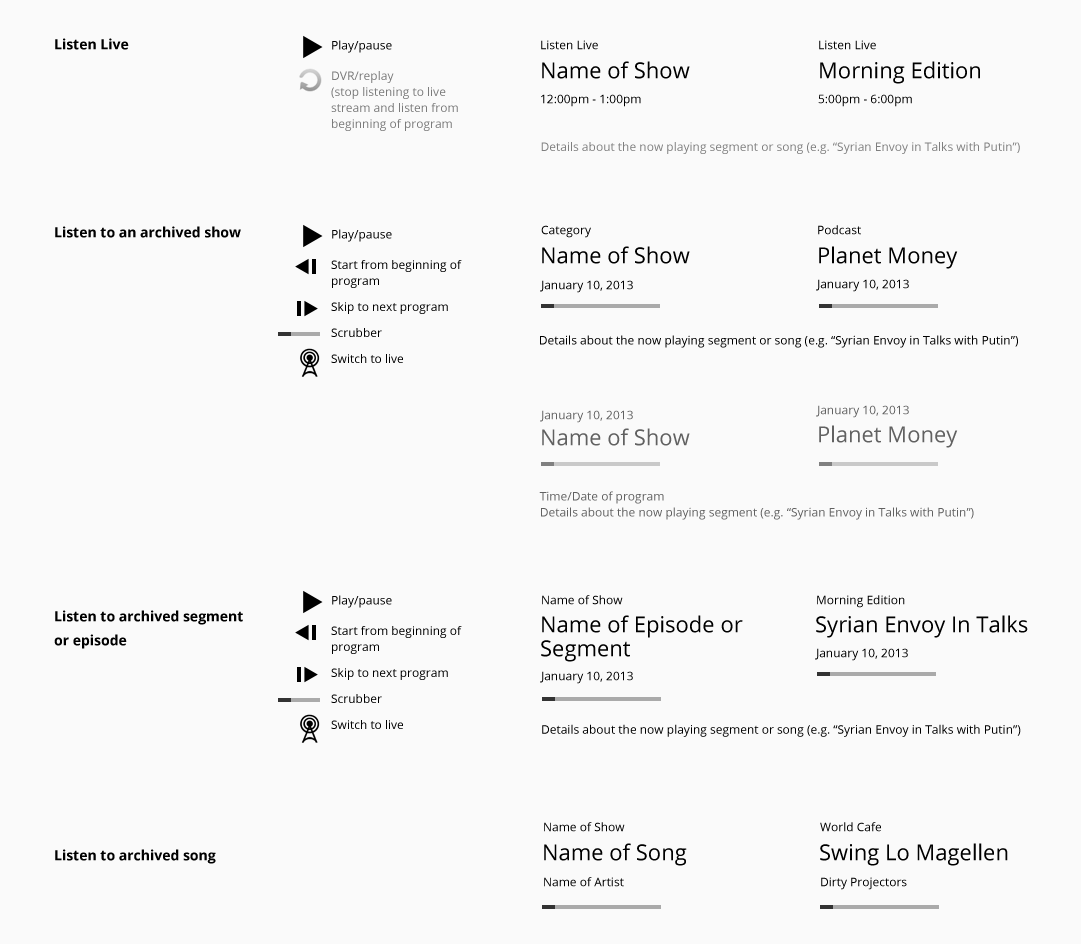 Listen Live
Play/pause
DVR/replay
(stop listening to live
stream and listen from
beginning of program
Listen Live
Name of Show
12:00pm - 1:00pm
Listen Live
Morning Edition
5:00pm - 6:00pm
Details about the now playing segment or song (e.g. “Syrian Envoy in Talks with Putin”)
Listen to an archived show
Play/pause
Start from beginning of
program
Skip to next program
Scrubber
Switch to live
Category
Name of Show
January 10, 2013
Podcast
Planet Money
January 10, 2013
Details about the now playing segment or song (e.g. “Syrian Envoy in Talks with Putin”)
January 10, 2013
Name of Show
January 10, 2013
Planet Money
Time/Date of program
Details about the now playing segment (e.g. “Syrian Envoy in Talks with Putin”)
Listen to archived segment
or episode
Play/pause
Start from beginning of
program
Skip to next program
Scrubber
Switch to live
Name of Show
Name of Episode or
Segment
January 10, 2013
Morning Edition
Syrian Envoy In Talks
January 10, 2013
Details about the now playing segment or song (e.g. “Syrian Envoy in Talks with Putin”)
Listen to archived song
Name of Show
Name of Song
Name of Artist
World Cafe
Swing Lo Magellen
Dirty Projectors